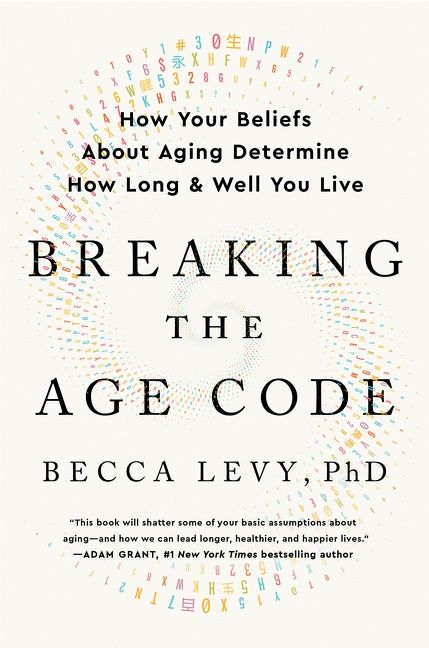 How Your Beliefs
About Aging Determine
How Long & Well You Live
BREAKING
THE
AGE CODE
BECCA LEVY, PhD
“This book will shatter some of your basic assumptions about
aging—and how we can lead longer, healthier, and happier lives.”
—ADAM GRANT, #1 New York Times bestselling author